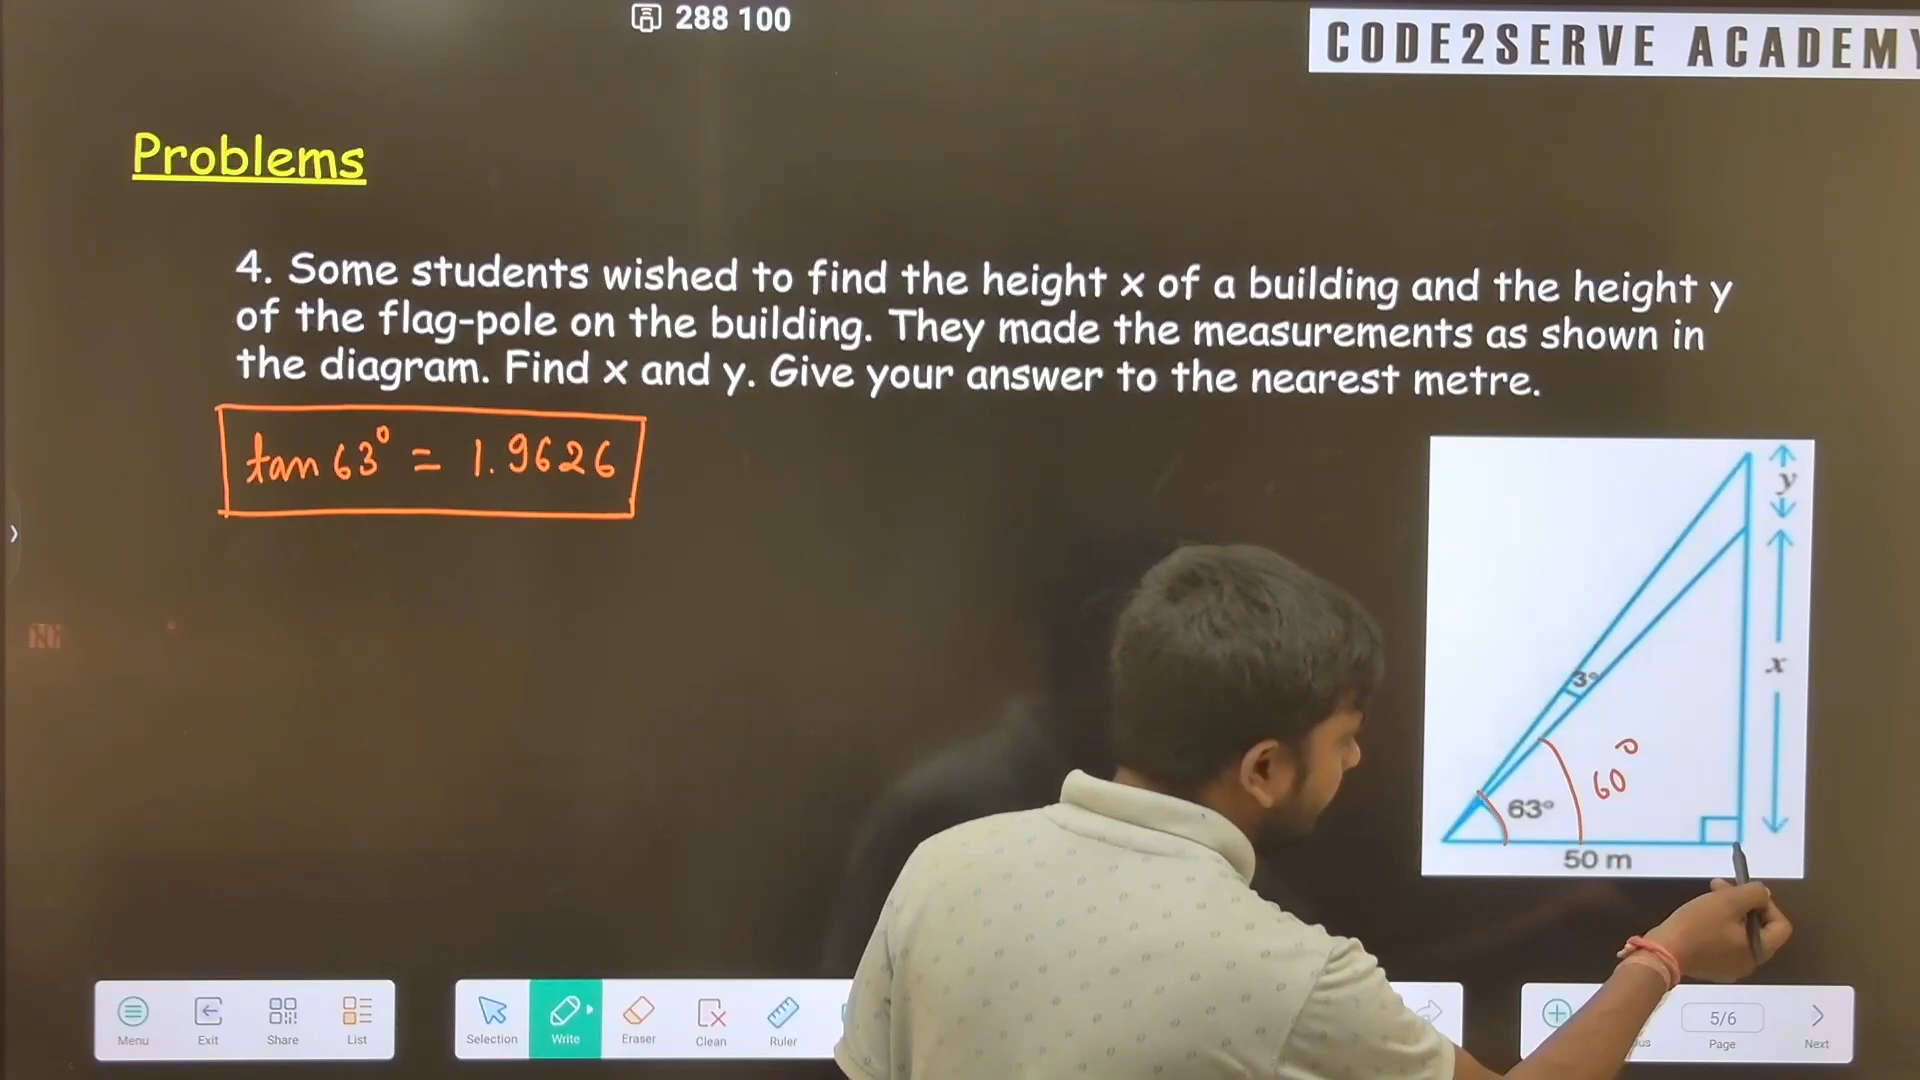 288 100
CODE2SERVE ACADEMY
Problems
4. Some students wished to find the height x of a building and the height y
of the flag-pole on the building. They made the measurements as shown in
the diagram. Find x and y. Give your answer to the nearest metre.
tan 63° = 1.9626
y
x
3°
60°
63°
50 m
Menu
Exit
Share
List
Selection
Write
Eraser
Clean
Ruler
5/6
Page
Next